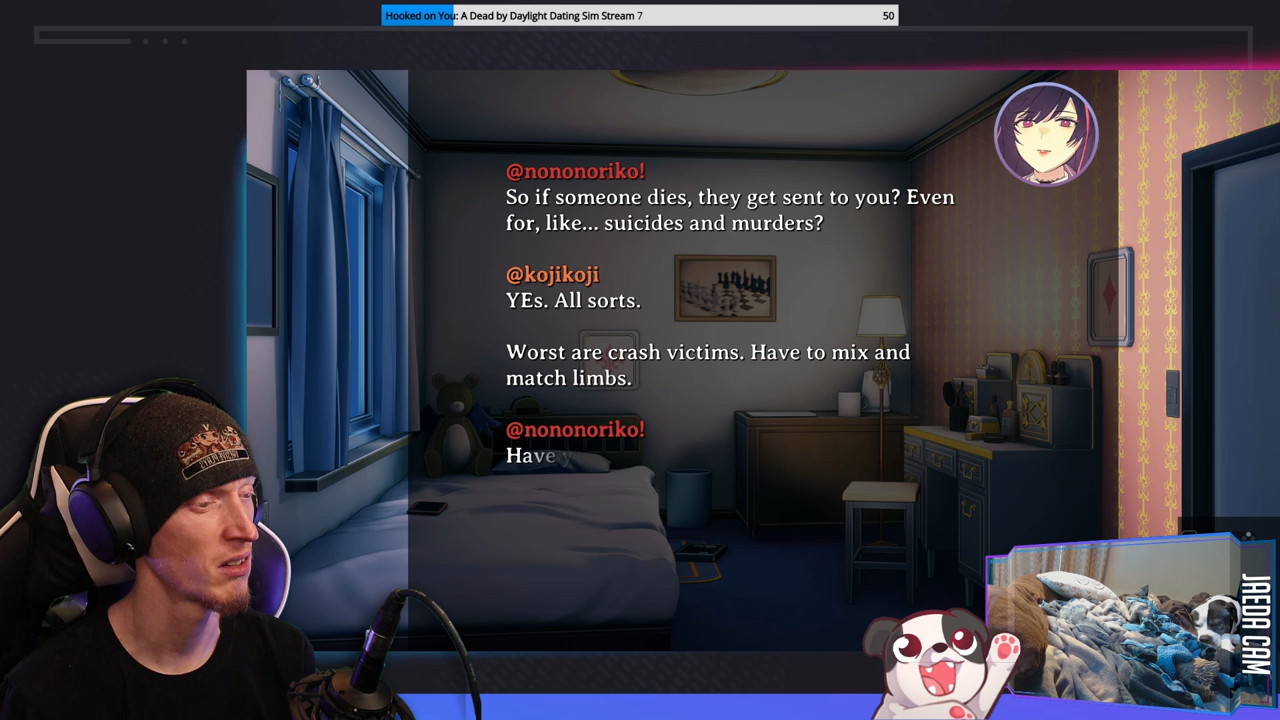 Hooked on You: A Dead by Daylight Dating Sim Stream 7
50
@nononoriko!
So if someone dies, they get sent to you? Even
for, like... suicides and murders?
@kojikoji
YEs. All sorts.
Worst are crash victims. Have to mix and
match limbs.
@nononoriko!
Have
JAEDA CAM